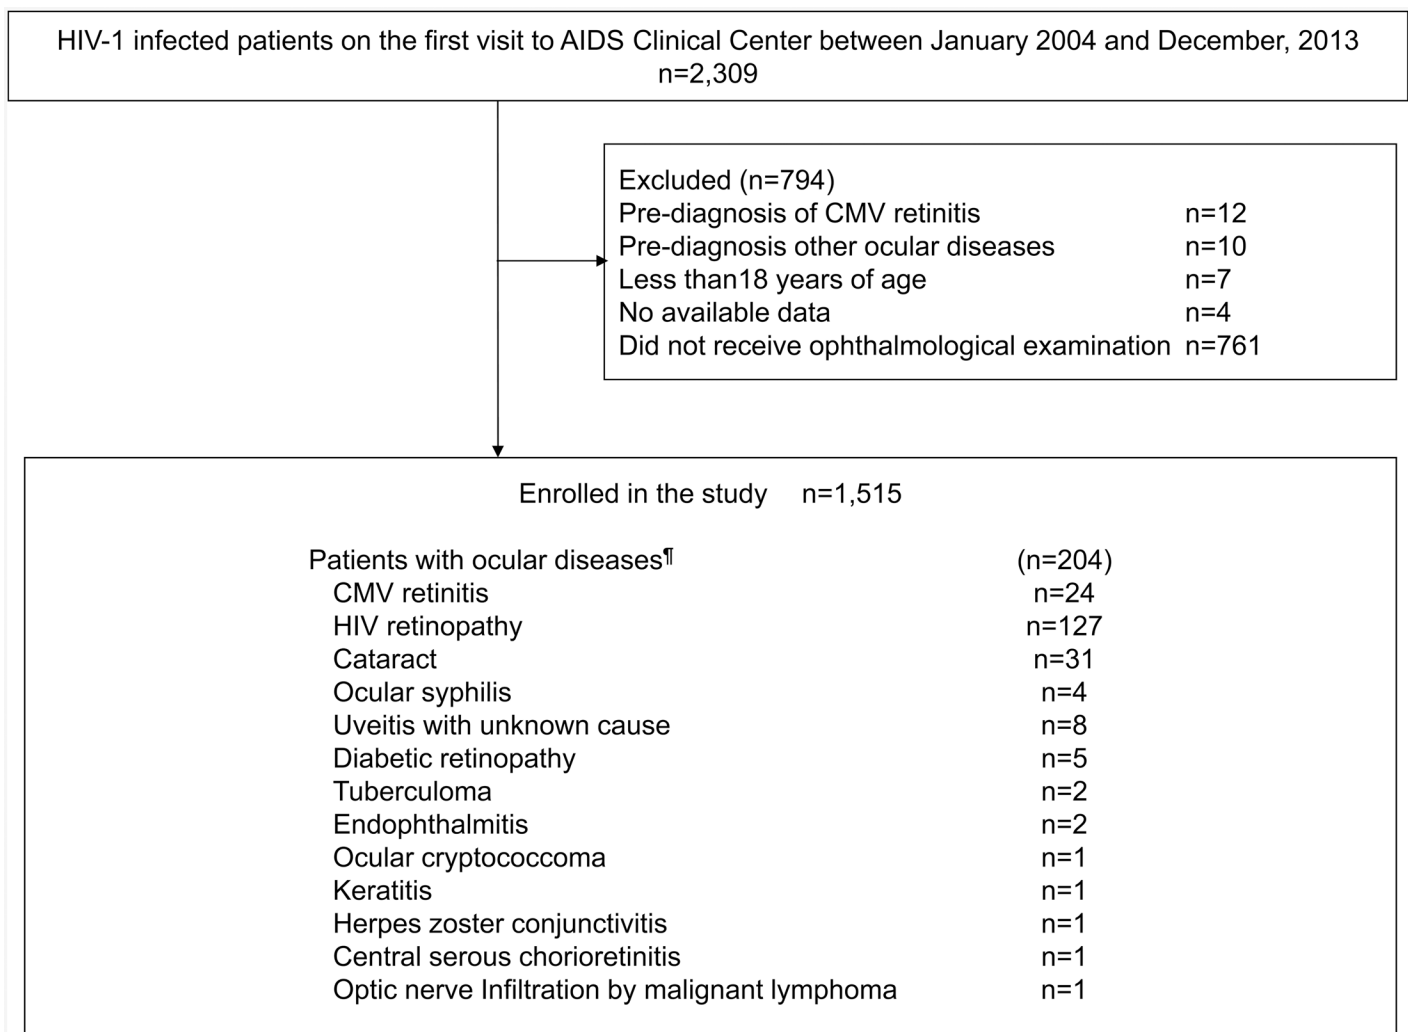 HIV-1 infected patients on the first visit to AIDS Clinical Center between January 2004 and December, 2013
n=2,309
Excluded (n=794)
Pre-diagnosis of CMV retinitis n=12
Pre-diagnosis other ocular diseases n=10
Less than18 years of age n=7
No available data n=4
Did not receive ophthalmological examination n=761
Enrolled in the study n=1,515
Patients with ocular diseases¶ (n=204)
CMV retinitis n=24
HIV retinopathy n=127
Cataract n=31
Ocular syphilis n=4
Uveitis with unknown cause n=8
Diabetic retinopathy n=5
Tuberculoma n=2
Endophthalmitis n=2
Ocular cryptococcoma n=1
Keratitis n=1
Herpes zoster conjunctivitis n=1
Central serous chorioretinitis n=1
Optic nerve Infiltration by malignant lymphoma n=1